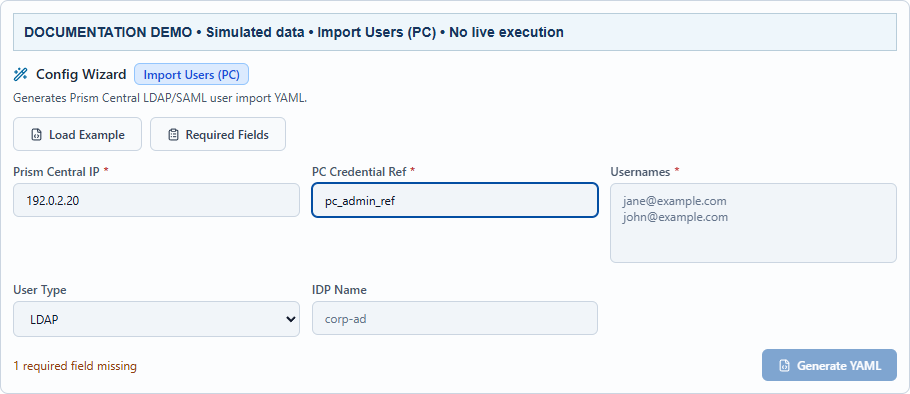 DOCUMENTATION DEMO • Simulated data • Import Users (PC) • No live execution
Config Wizard Import Users (PC)
Generates Prism Central LDAP/SAML user import YAML.
Load Example Required Fields
Prism Central IP * PC Credential Ref * Usernames *
192.0.2.20 pc_admin_ref jane@example.com
john@example.com
User Type IDP Name
LDAP corp-ad
1 required field missing Generate YAML